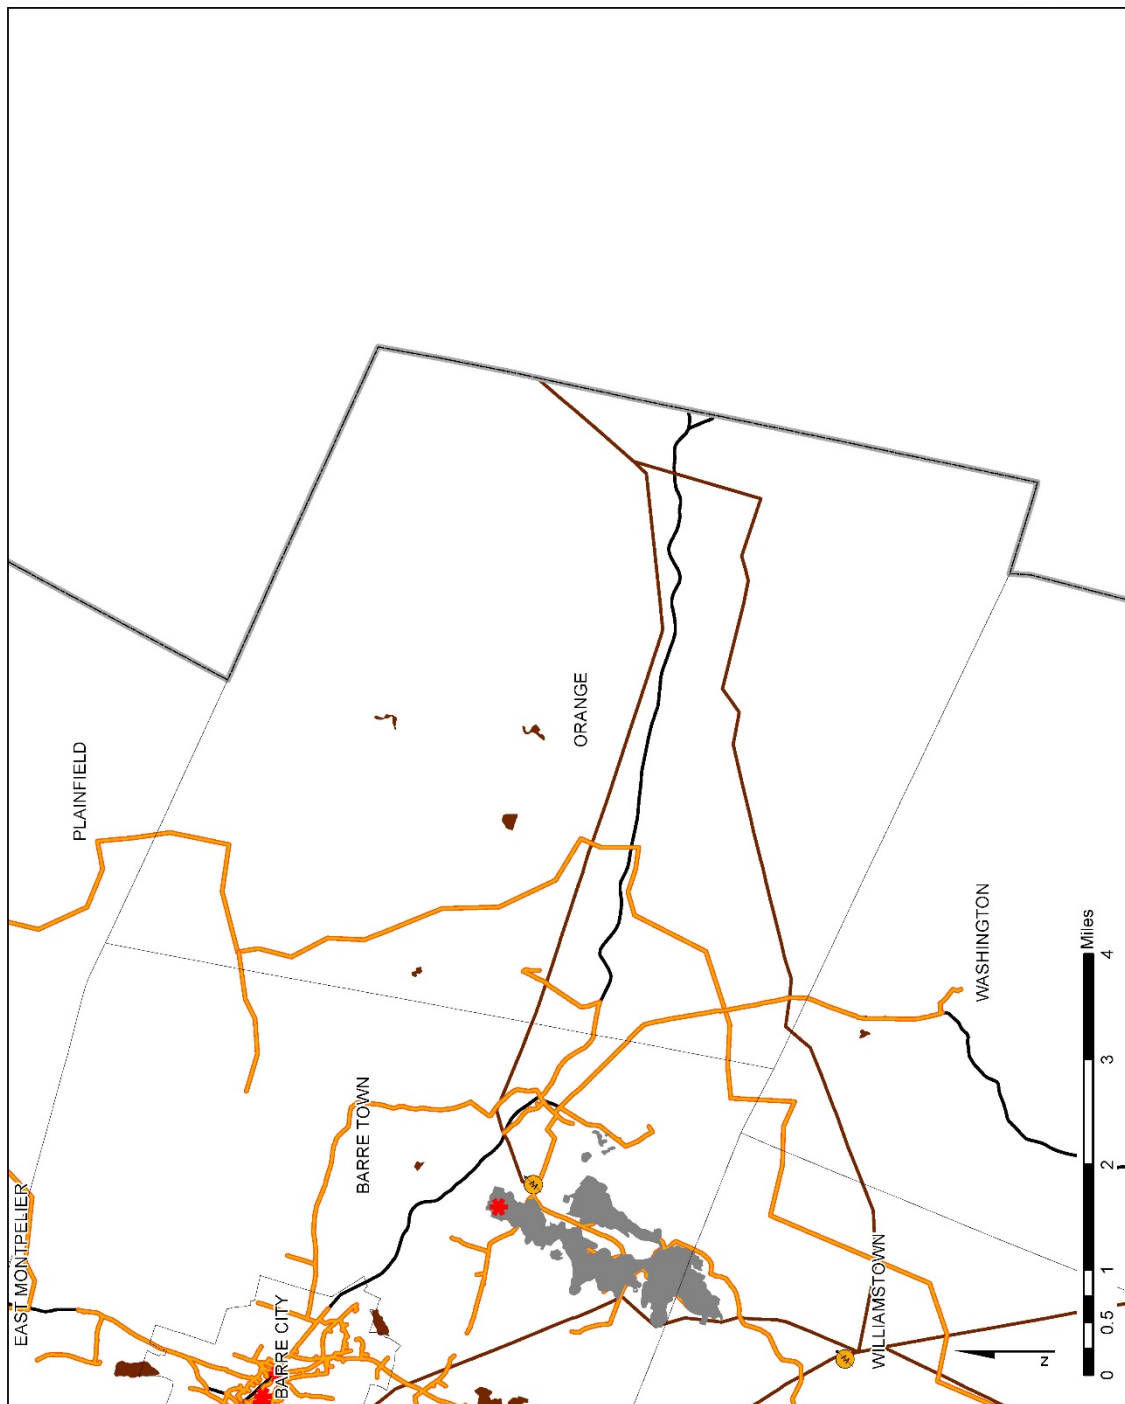 PLAINFIELD
EAST MONTPELIER
BARRE TOWN
BARRE CITY
ORANGE
WASHINGTON
WILLIAMSTOWN
M
M
N
0 0.5 1 2 3 4
Miles